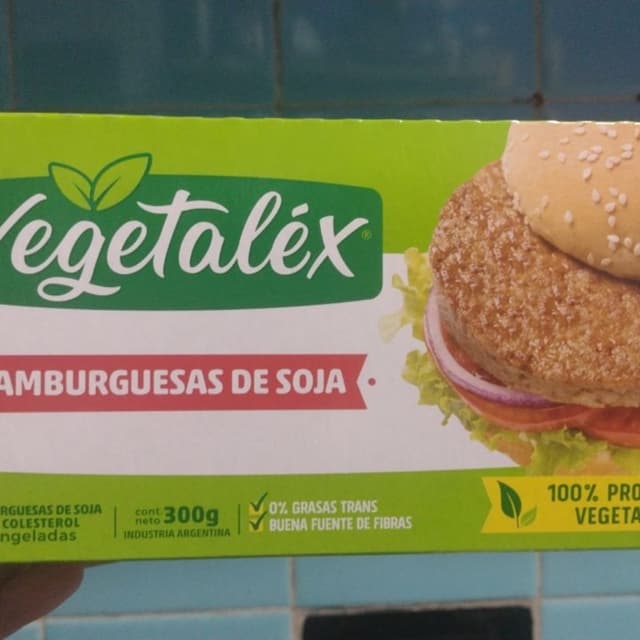 Vegetaléx®
AMBURGUESAS DE SOJA
RGUESAS DE SOJA
COLESTEROL
ngeladas
cont.
neto 300g
INDUSTRIA ARGENTINA
0% GRASAS TRANS
BUENA FUENTE DE FIBRAS
100% PRO
VEGETA